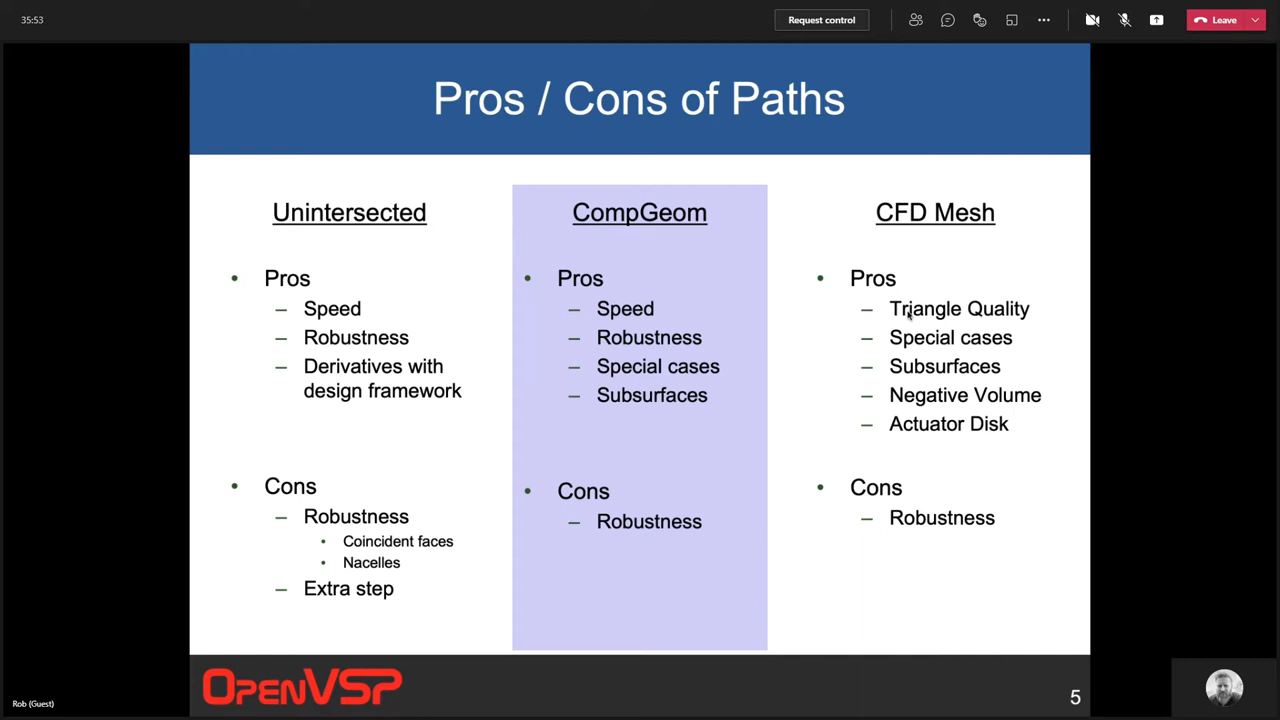 35:53
Request control
Leave
Pros / Cons of Paths
Unintersected
• Pros
– Speed
– Robustness
– Derivatives with
design framework
• Cons
– Robustness
• Coincident faces
• Nacelles
– Extra step
CompGeom
• Pros
– Speed
– Robustness
– Special cases
– Subsurfaces
• Cons
– Robustness
CFD Mesh
• Pros
– Triangle Quality
– Special cases
– Subsurfaces
– Negative Volume
– Actuator Disk
• Cons
– Robustness
OpenVSP
5
Rob (Guest)